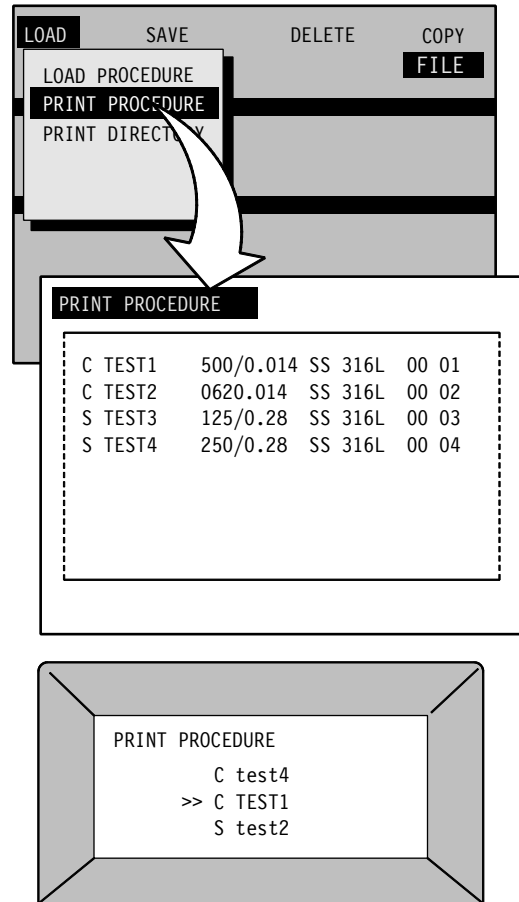 LOAD SAVE DELETE COPY
FILE
LOAD PROCEDURE
PRINT PROCEDURE
PRINT DIRECTORY
PRINT PROCEDURE
C TEST1 500/0.014 SS 316L 00 01
C TEST2 0620.014 SS 316L 00 02
S TEST3 125/0.28 SS 316L 00 03
S TEST4 250/0.28 SS 316L 00 04
PRINT PROCEDURE
C test4
>> C TEST1
S test2